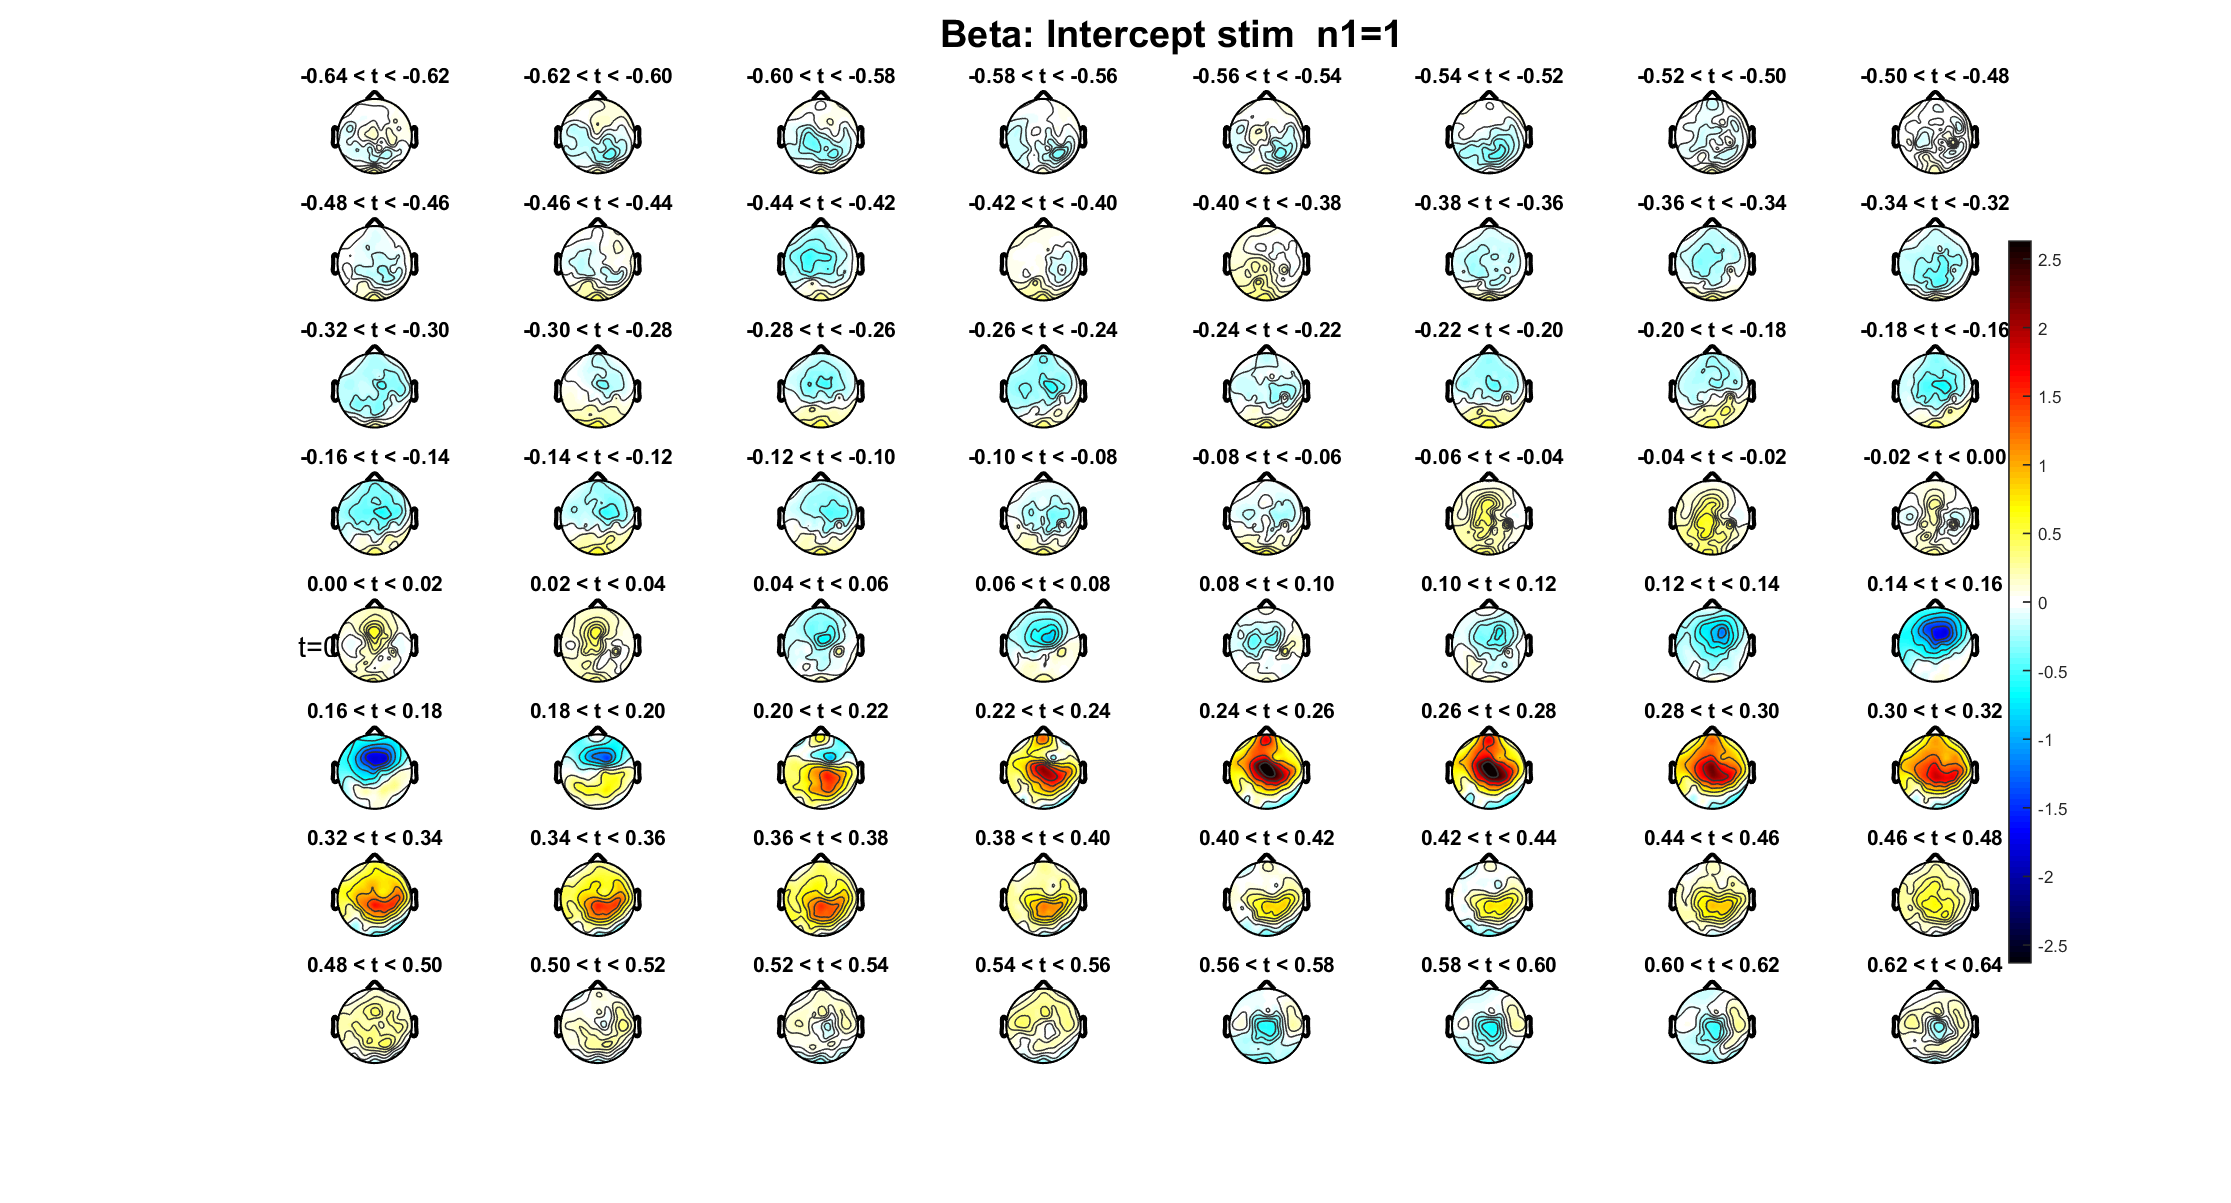 Beta: Intercept stim  n1=1
-0.64 < t < -0.62 -0.62 < t < -0.60 -0.60 < t < -0.58 -0.58 < t < -0.56 -0.56 < t < -0.54 -0.54 < t < -0.52 -0.52 < t < -0.50 -0.50 < t < -0.48
-0.48 < t < -0.46 -0.46 < t < -0.44 -0.44 < t < -0.42 -0.42 < t < -0.40 -0.40 < t < -0.38 -0.38 < t < -0.36 -0.36 < t < -0.34 -0.34 < t < -0.32
-0.32 < t < -0.30 -0.30 < t < -0.28 -0.28 < t < -0.26 -0.26 < t < -0.24 -0.24 < t < -0.22 -0.22 < t < -0.20 -0.20 < t < -0.18 -0.18 < t < -0.16
-0.16 < t < -0.14 -0.14 < t < -0.12 -0.12 < t < -0.10 -0.10 < t < -0.08 -0.08 < t < -0.06 -0.06 < t < -0.04 -0.04 < t < -0.02 -0.02 < t < 0.00
0.00 < t < 0.02 0.02 < t < 0.04 0.04 < t < 0.06 0.06 < t < 0.08 0.08 < t < 0.10 0.10 < t < 0.12 0.12 < t < 0.14 0.14 < t < 0.16
t=0
0.16 < t < 0.18 0.18 < t < 0.20 0.20 < t < 0.22 0.22 < t < 0.24 0.24 < t < 0.26 0.26 < t < 0.28 0.28 < t < 0.30 0.30 < t < 0.32
0.32 < t < 0.34 0.34 < t < 0.36 0.36 < t < 0.38 0.38 < t < 0.40 0.40 < t < 0.42 0.42 < t < 0.44 0.44 < t < 0.46 0.46 < t < 0.48
0.48 < t < 0.50 0.50 < t < 0.52 0.52 < t < 0.54 0.54 < t < 0.56 0.56 < t < 0.58 0.58 < t < 0.60 0.60 < t < 0.62 0.62 < t < 0.64
2.5
2
1.5
1
0.5
0
-0.5
-1
-1.5
-2
-2.5